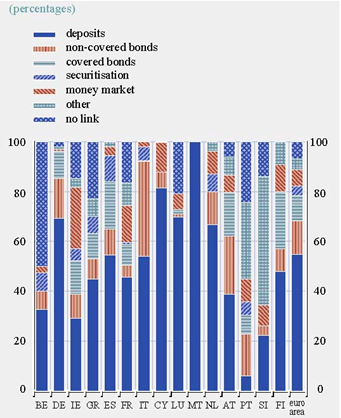 (percentages)
deposits
non-covered bonds
covered bonds
securitisation
money market
other
no link
100 100
80 80
60 60
40 40
20 20
0 0
BE DE IE GR ES FR IT CY LU MT NL AT PT SI FI euro
area